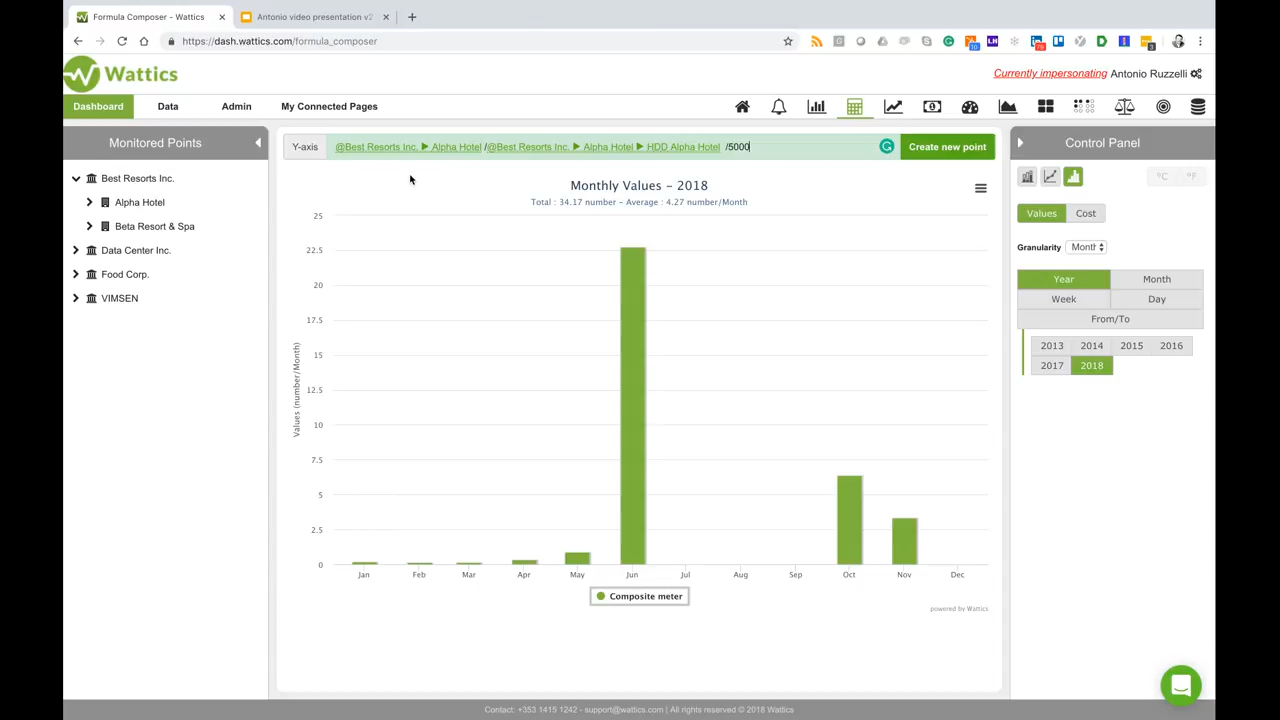 Formula Composer - Wattics
Antonio video presentation v2
https://dash.wattics.com/formula_composer
Wattics
Currently impersonating Antonio Ruzzelli
Dashboard
Data
Admin
My Connected Pages
Monitored Points
Best Resorts Inc.
Alpha Hotel
Beta Resort & Spa
Data Center Inc.
Food Corp.
VIMSEN
Y-axis
@Best Resorts Inc. ▶ Alpha Hotel /@Best Resorts Inc. ▶ Alpha Hotel ▶ HDD Alpha Hotel /5000
Create new point
Monthly Values - 2018
Total : 34.17 number - Average : 4.27 number/Month
Values (number/Month)
25
22.5
20
17.5
15
12.5
10
7.5
5
2.5
0
Jan Feb Mar Apr May Jun Jul Aug Sep Oct Nov Dec
Composite meter
powered by Wattics
Control Panel
°C °F
Values Cost
Granularity Month
Year Month
Week Day
From/To
2013 2014 2015 2016
2017 2018
Contact: +353 1415 1242 - support@wattics.com | All rights reserved © 2018 Wattics